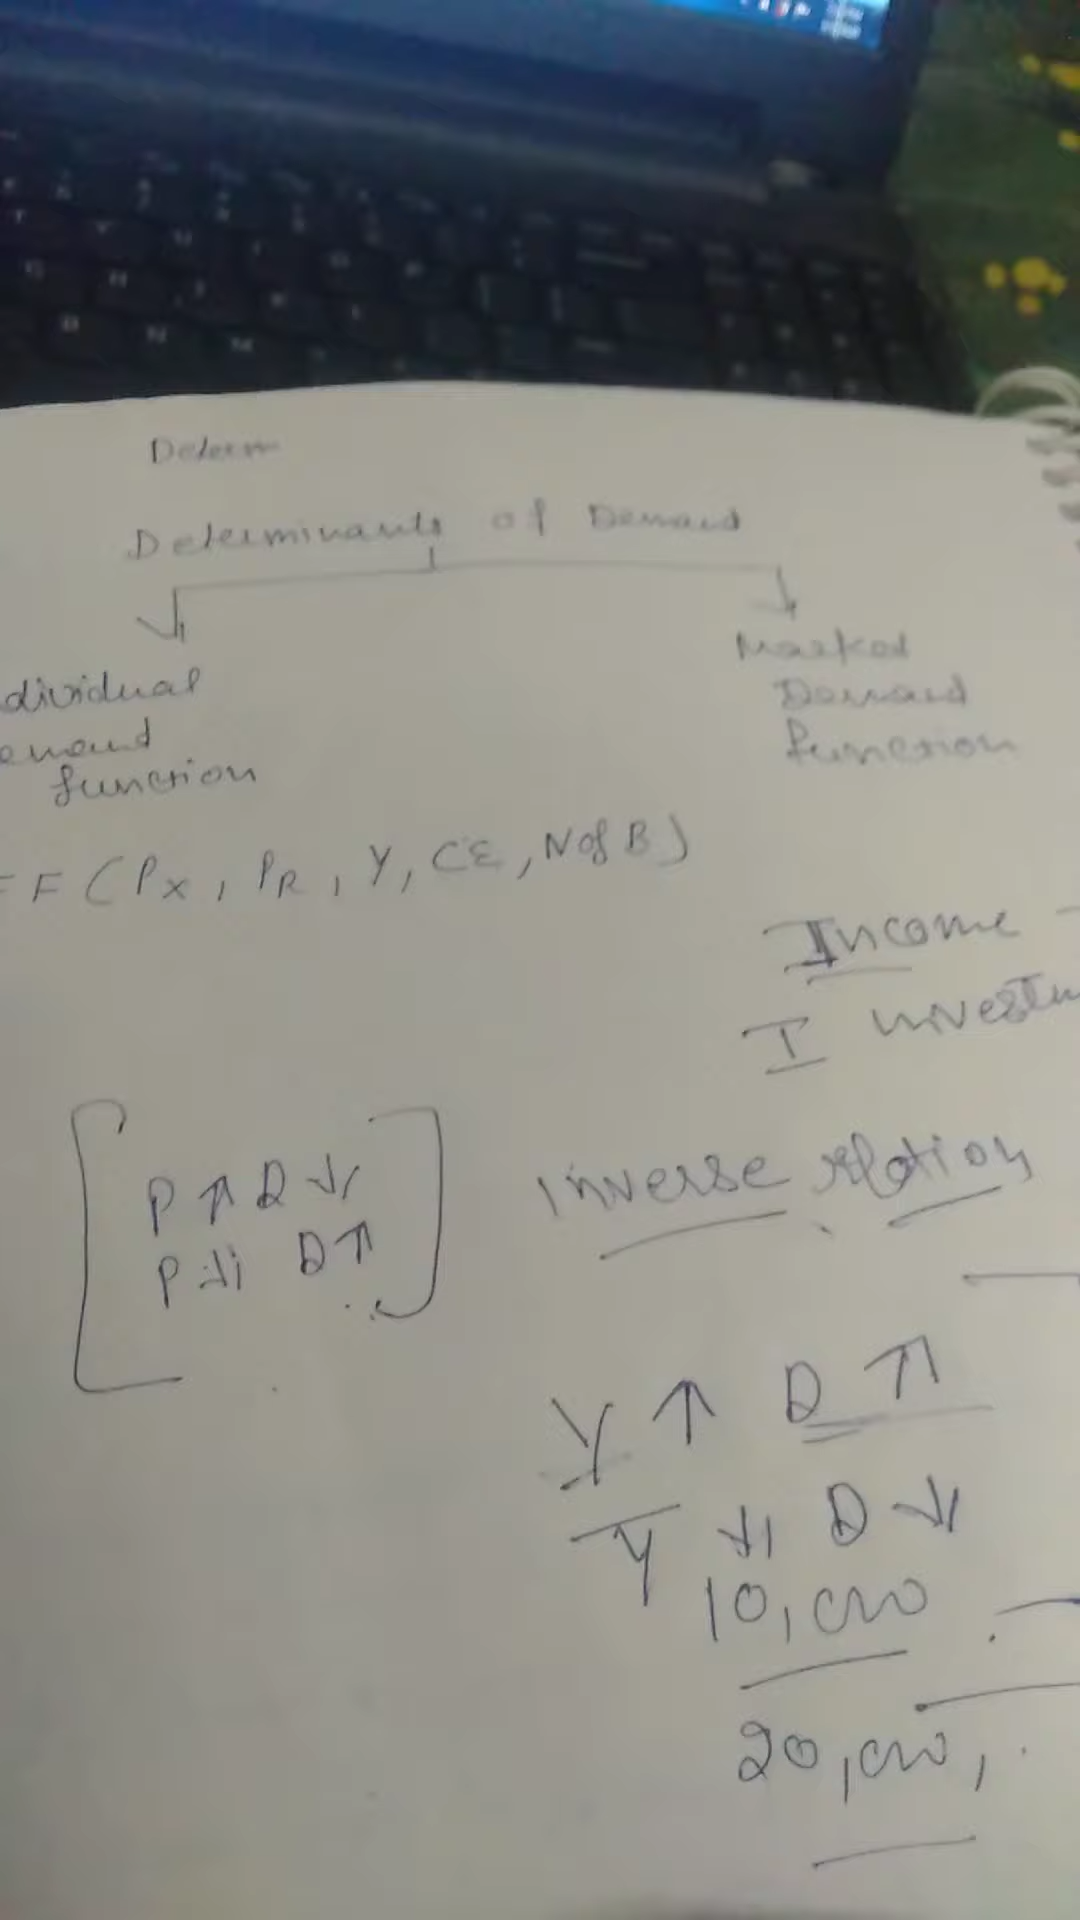 Determ
Determinants of Demand
dividual
emand
function
Market
Demand
function
= F (Px, PR, Y, CE, N of B)
Income -
I investm
P ↑ D ↓
P ↓ D ↑
Inverse relation
Y ↑ D ↑
Y ↓ D ↓
10,000
20,000,